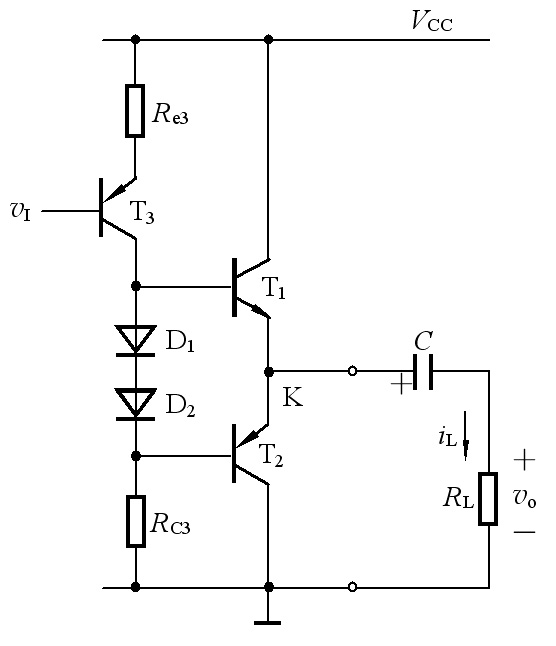 V_CC
R_e3
v_I
T_3
T_1
D_1
C
+
K
D_2
T_2
i_L
+
R_L
v_o
R_C3
−